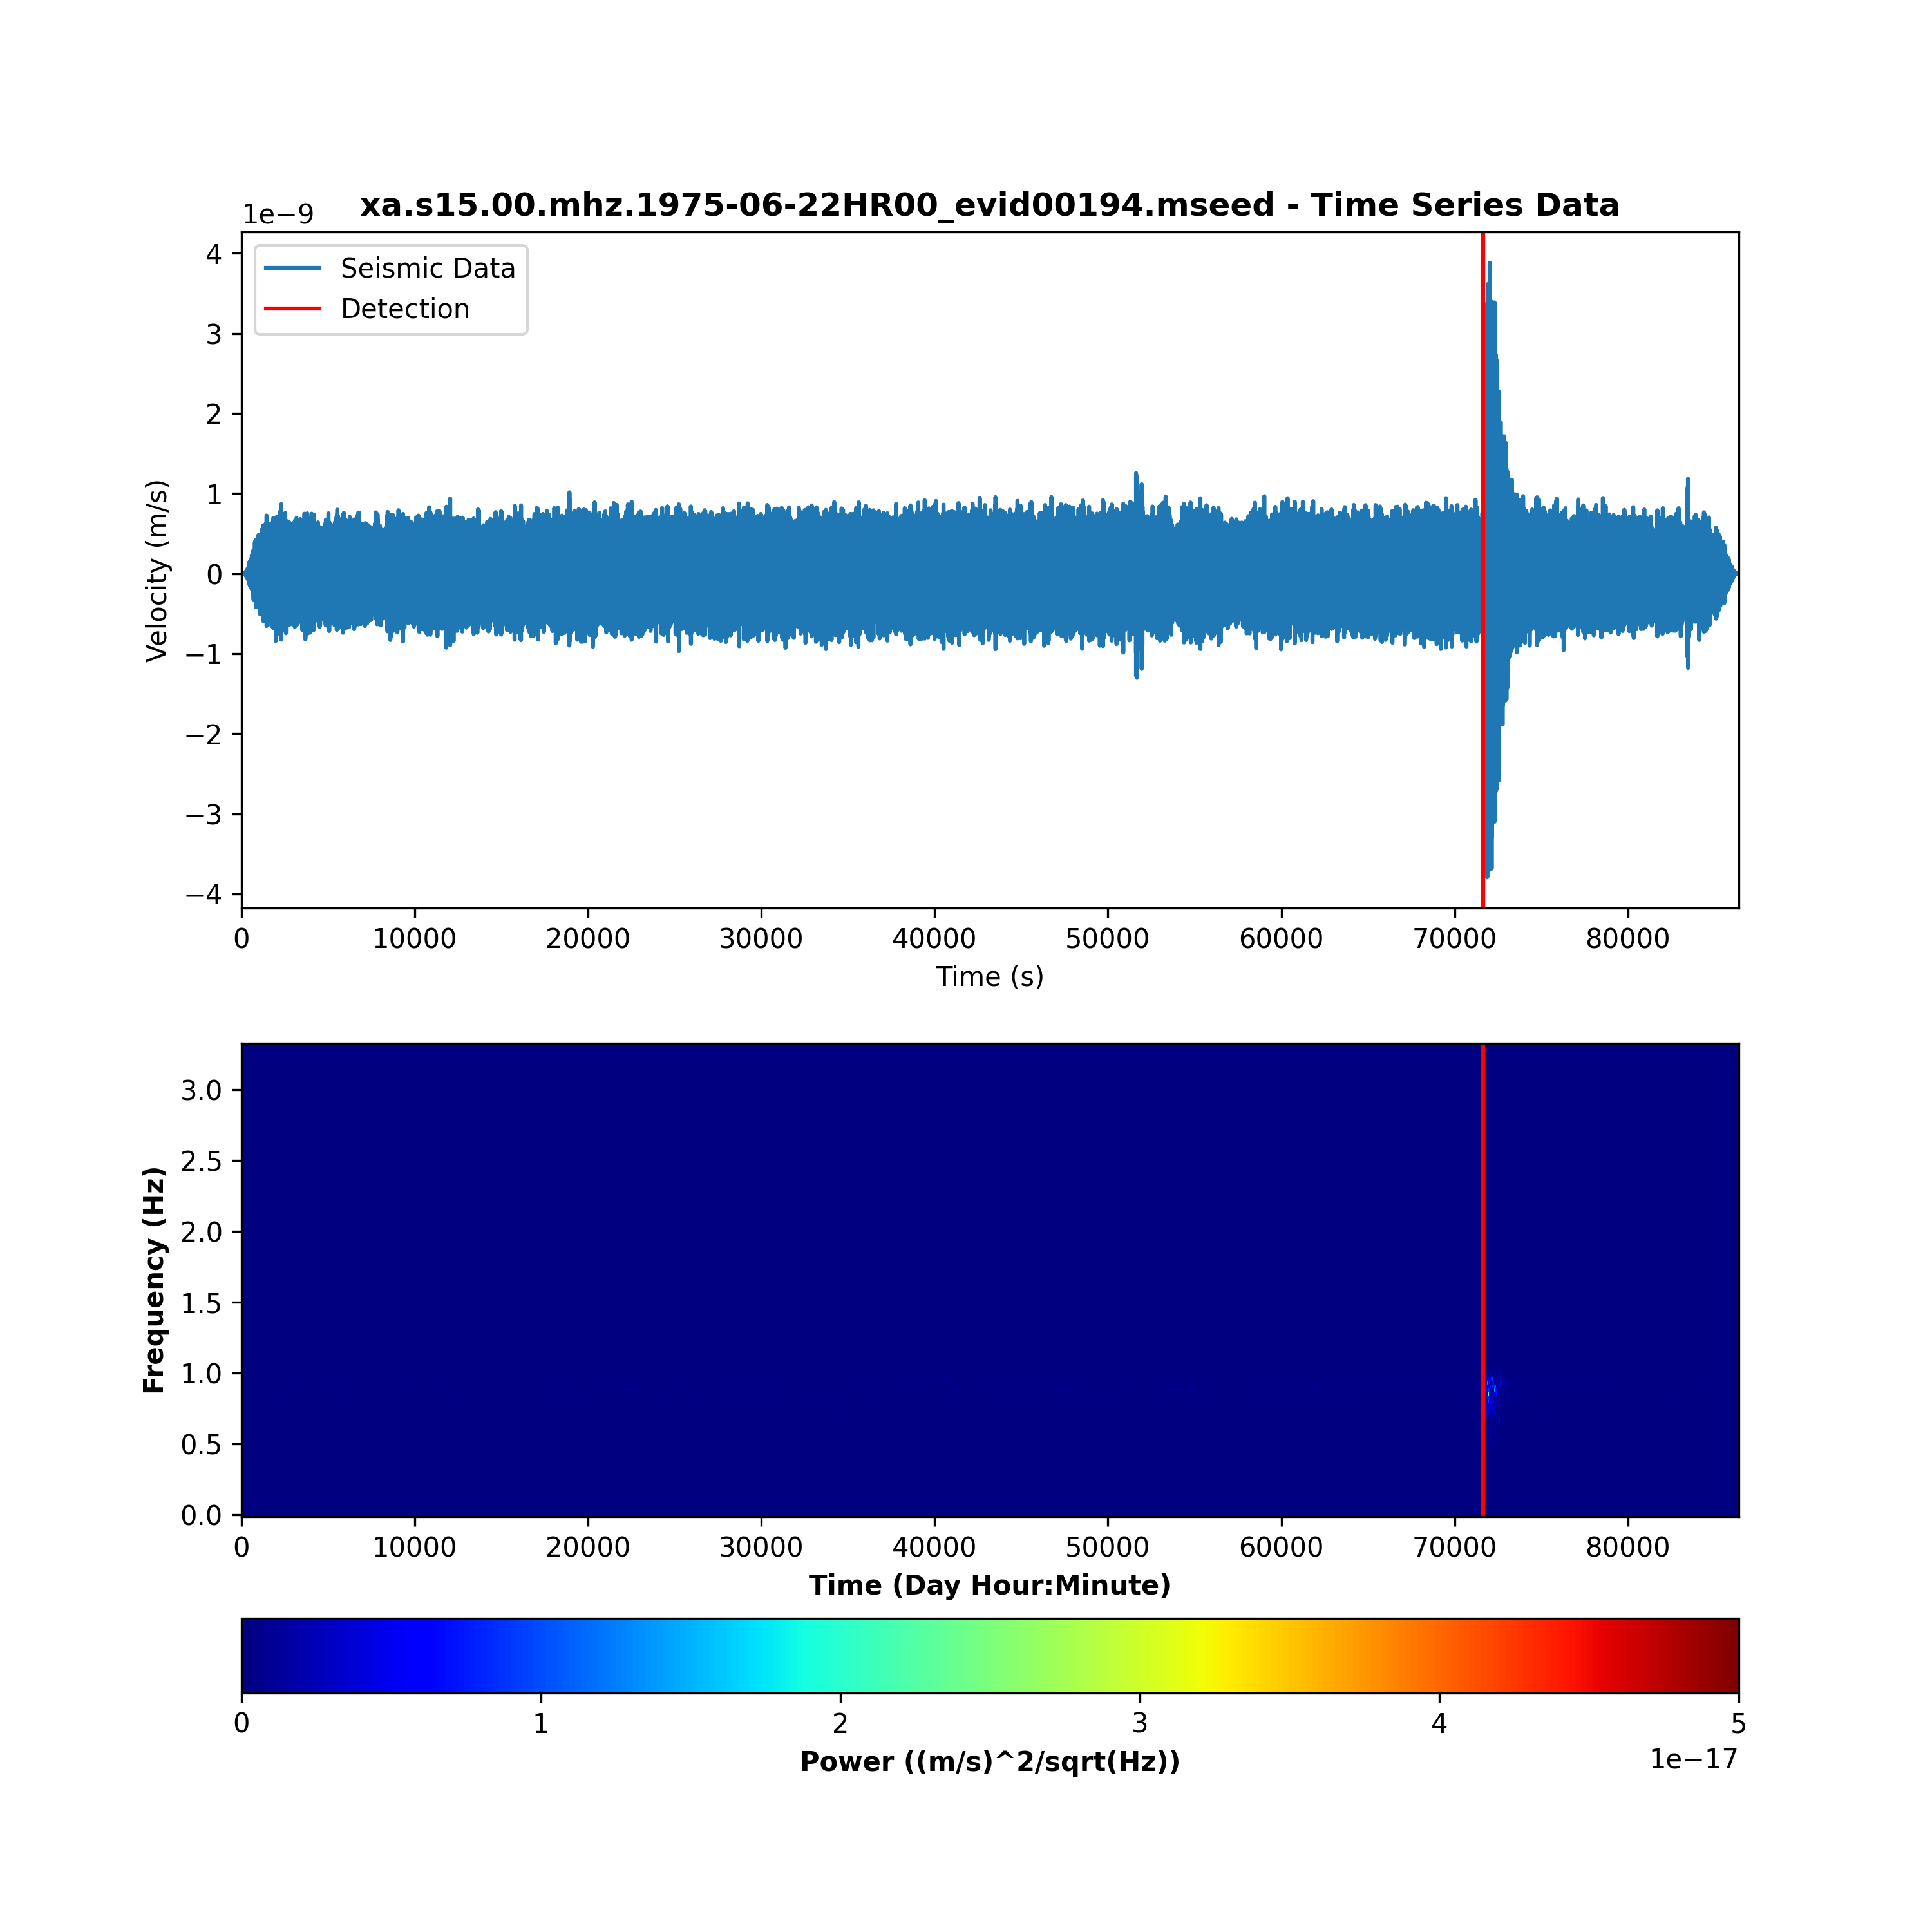 xa.s15.00.mhz.1975-06-22HR00_evid00194.mseed - Time Series Data
1e−9
Seismic Data
Detection
4
3
2
1
0
−1
−2
−3
−4
Velocity (m/s)
0 10000 20000 30000 40000 50000 60000 70000 80000
Time (s)
3.0
2.5
2.0
1.5
1.0
0.5
0.0
Frequency (Hz)
0 10000 20000 30000 40000 50000 60000 70000 80000
Time (Day Hour:Minute)
0 1 2 3 4 5
Power ((m/s)^2/sqrt(Hz))
1e−17